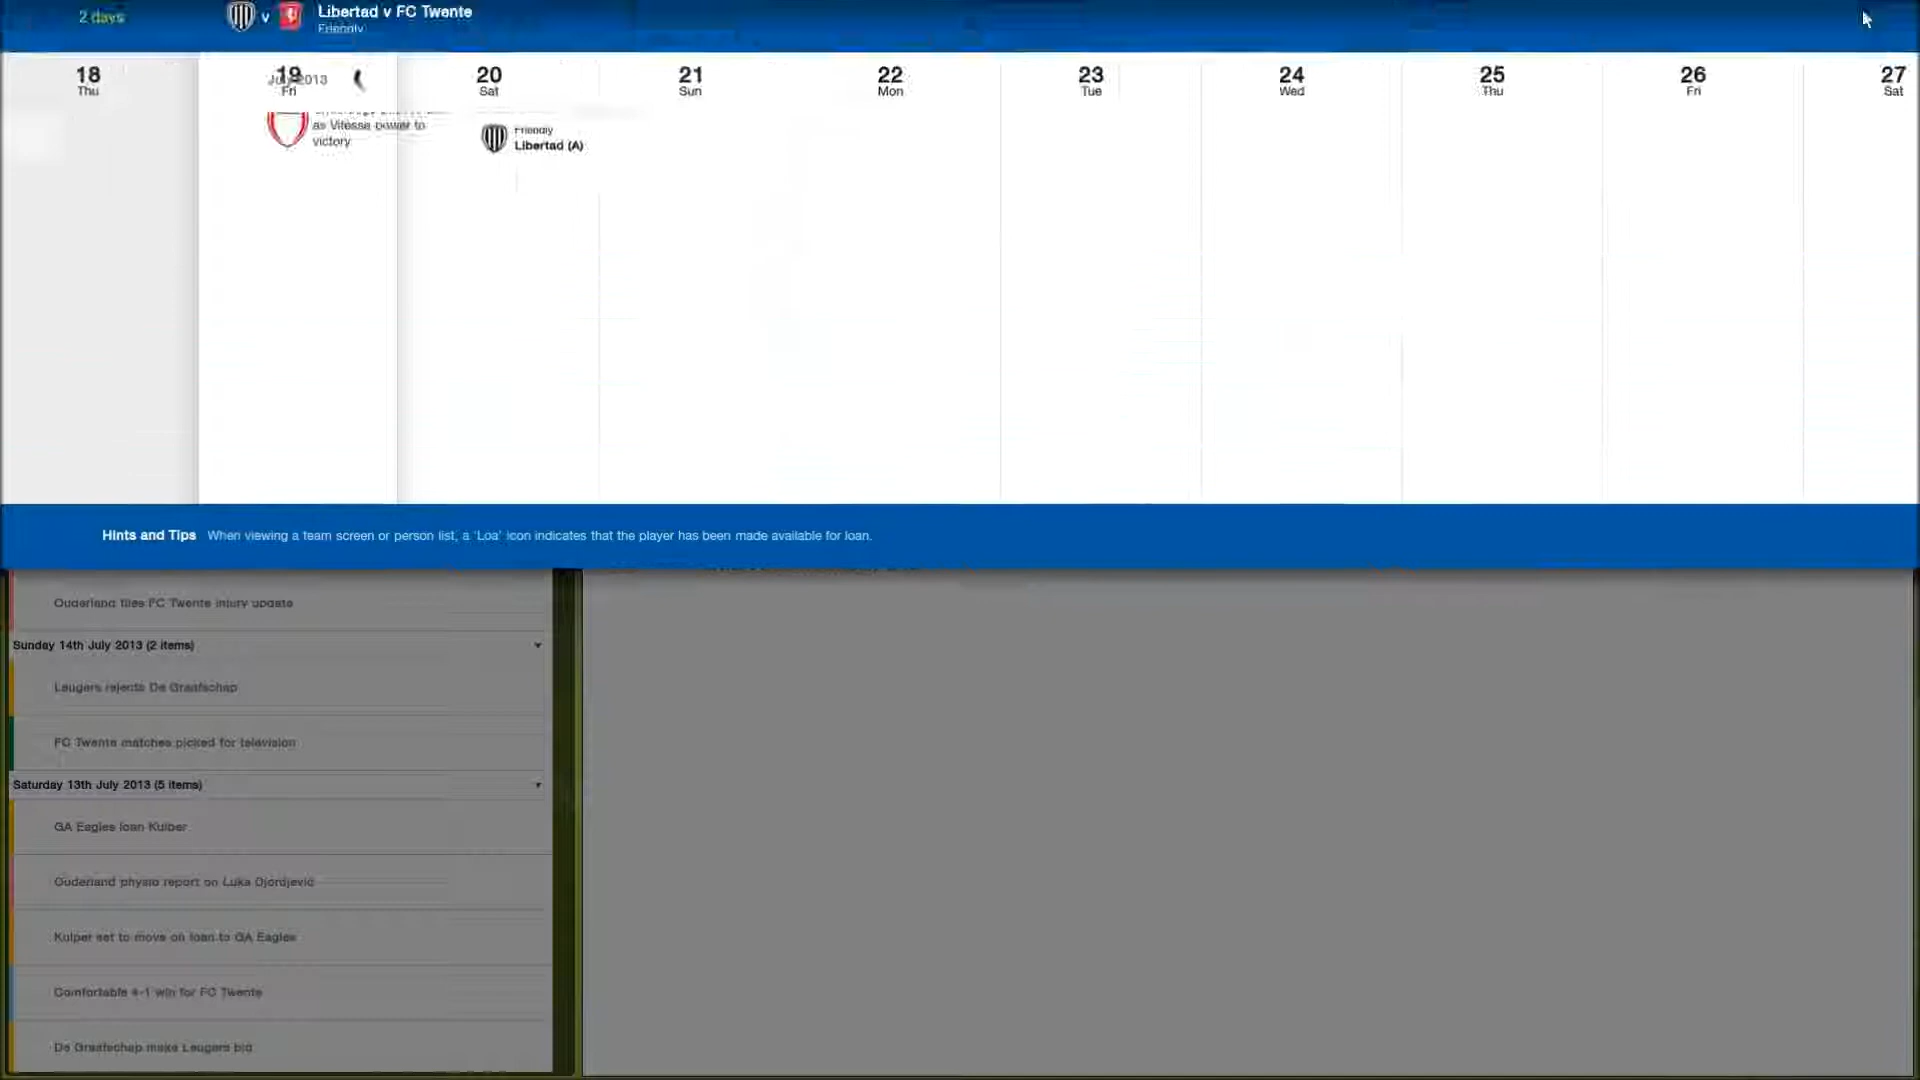 2 days
v
Libertad v FC Twente
Friendly
18
Thu
July 2013
19
Fri
20
Sat
21
Sun
22
Mon
23
Tue
24
Wed
25
Thu
26
Fri
27
Sat
as Vitesse power to
victory
Friendly
Libertad (A)
Hints and Tips When viewing a team screen or person list, a 'Loa' icon indicates that the player has been made available for loan.
Ouderland files FC Twente injury update
Sunday 14th July 2013 (2 items)
Leugers rejects De Graafschap
FC Twente matches picked for television
Saturday 13th July 2013 (5 items)
GA Eagles loan Kuiper
Ouderland physio report on Luka Djordjevic
Kuiper set to move on loan to GA Eagles
Comfortable 4-1 win for FC Twente
De Graafschap make Leugers bid